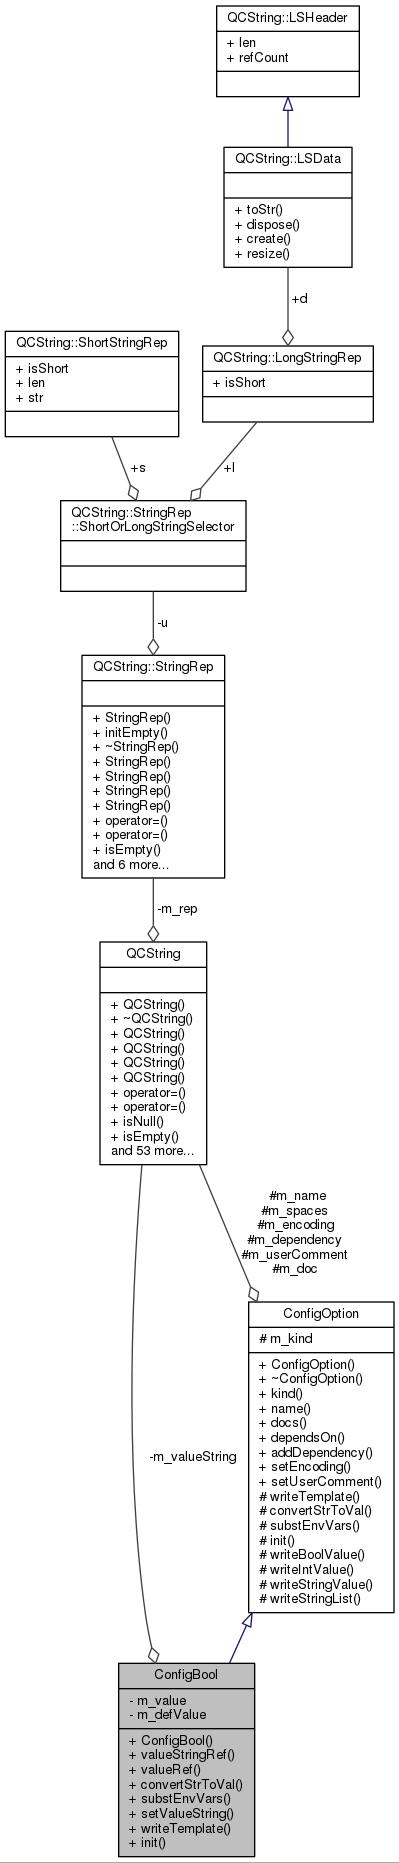 QCString::LSHeader
+ len
+ refCount
QCString::LSData
+ toStr()
+ dispose()
+ create()
+ resize()
+d
QCString::ShortStringRep
+ isShort
+ len
+ str
QCString::LongStringRep
+ isShort
+s
+l
QCString::StringRep
::ShortOrLongStringSelector
-u
QCString::StringRep
+ StringRep()
+ initEmpty()
+ ~StringRep()
+ StringRep()
+ StringRep()
+ StringRep()
+ StringRep()
+ operator=()
+ operator=()
+ isEmpty()
and 6 more...
-m_rep
QCString
+ QCString()
+ ~QCString()
+ QCString()
+ QCString()
+ QCString()
+ QCString()
+ operator=()
+ operator=()
+ isNull()
+ isEmpty()
and 53 more...
#m_name
#m_spaces
#m_encoding
#m_dependency
#m_userComment
#m_doc
ConfigOption
# m_kind
+ ConfigOption()
+ ~ConfigOption()
+ kind()
+ name()
+ docs()
+ dependsOn()
+ addDependency()
+ setEncoding()
+ setUserComment()
# writeTemplate()
# convertStrToVal()
# substEnvVars()
# init()
# writeBoolValue()
# writeIntValue()
# writeStringValue()
# writeStringList()
-m_valueString
ConfigBool
- m_value
- m_defValue
+ ConfigBool()
+ valueStringRef()
+ valueRef()
+ convertStrToVal()
+ substEnvVars()
+ setValueString()
+ writeTemplate()
+ init()